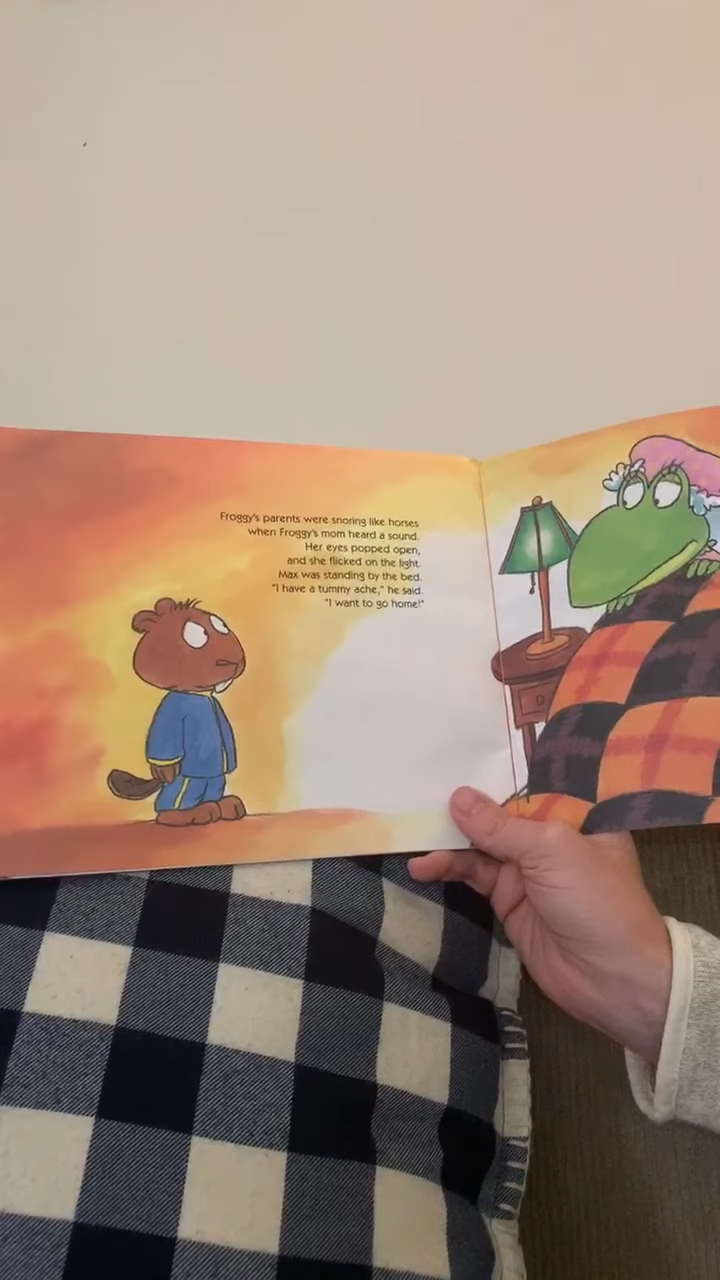 Froggy's parents were snoring like horses
when Froggy's mom heard a sound.
Her eyes popped open,
and she flicked on the light.
Max was standing by the bed.
"I have a tummy ache," he said.
"I want to go home!"